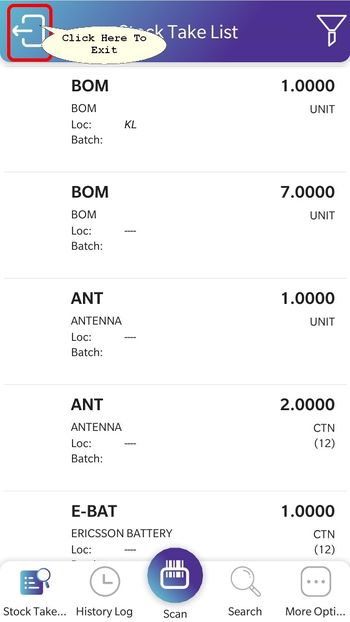 Click Here To
Exit
Stock Take List
BOM 1.0000
BOM UNIT
Loc: KL
Batch:
BOM 7.0000
BOM UNIT
Loc: ----
Batch:
ANT 1.0000
ANTENNA UNIT
Loc: ----
Batch:
ANT 2.0000
ANTENNA CTN
Loc: ---- (12)
Batch:
E-BAT 1.0000
ERICSSON BATTERY CTN
Loc: ---- (12)
Stock Take... History Log Scan Search More Opti...